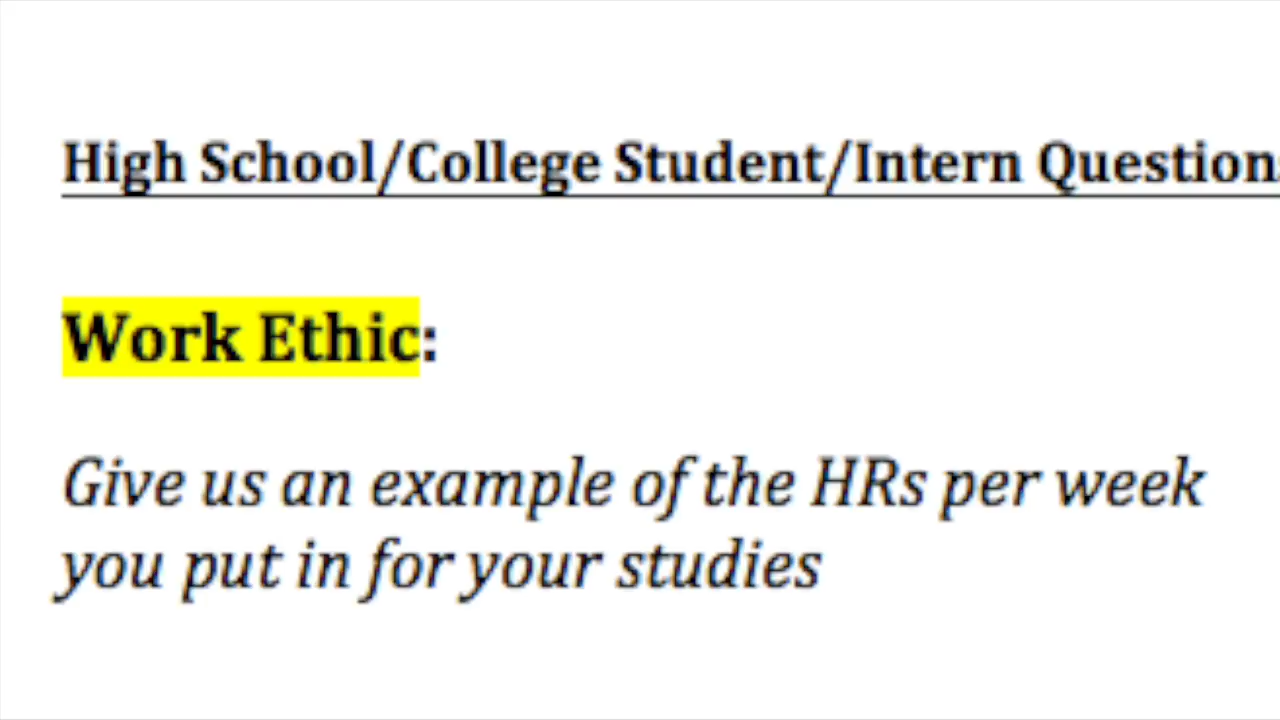 High School/College Student/Intern Question
Work Ethic:
Give us an example of the HRs per week
you put in for your studies